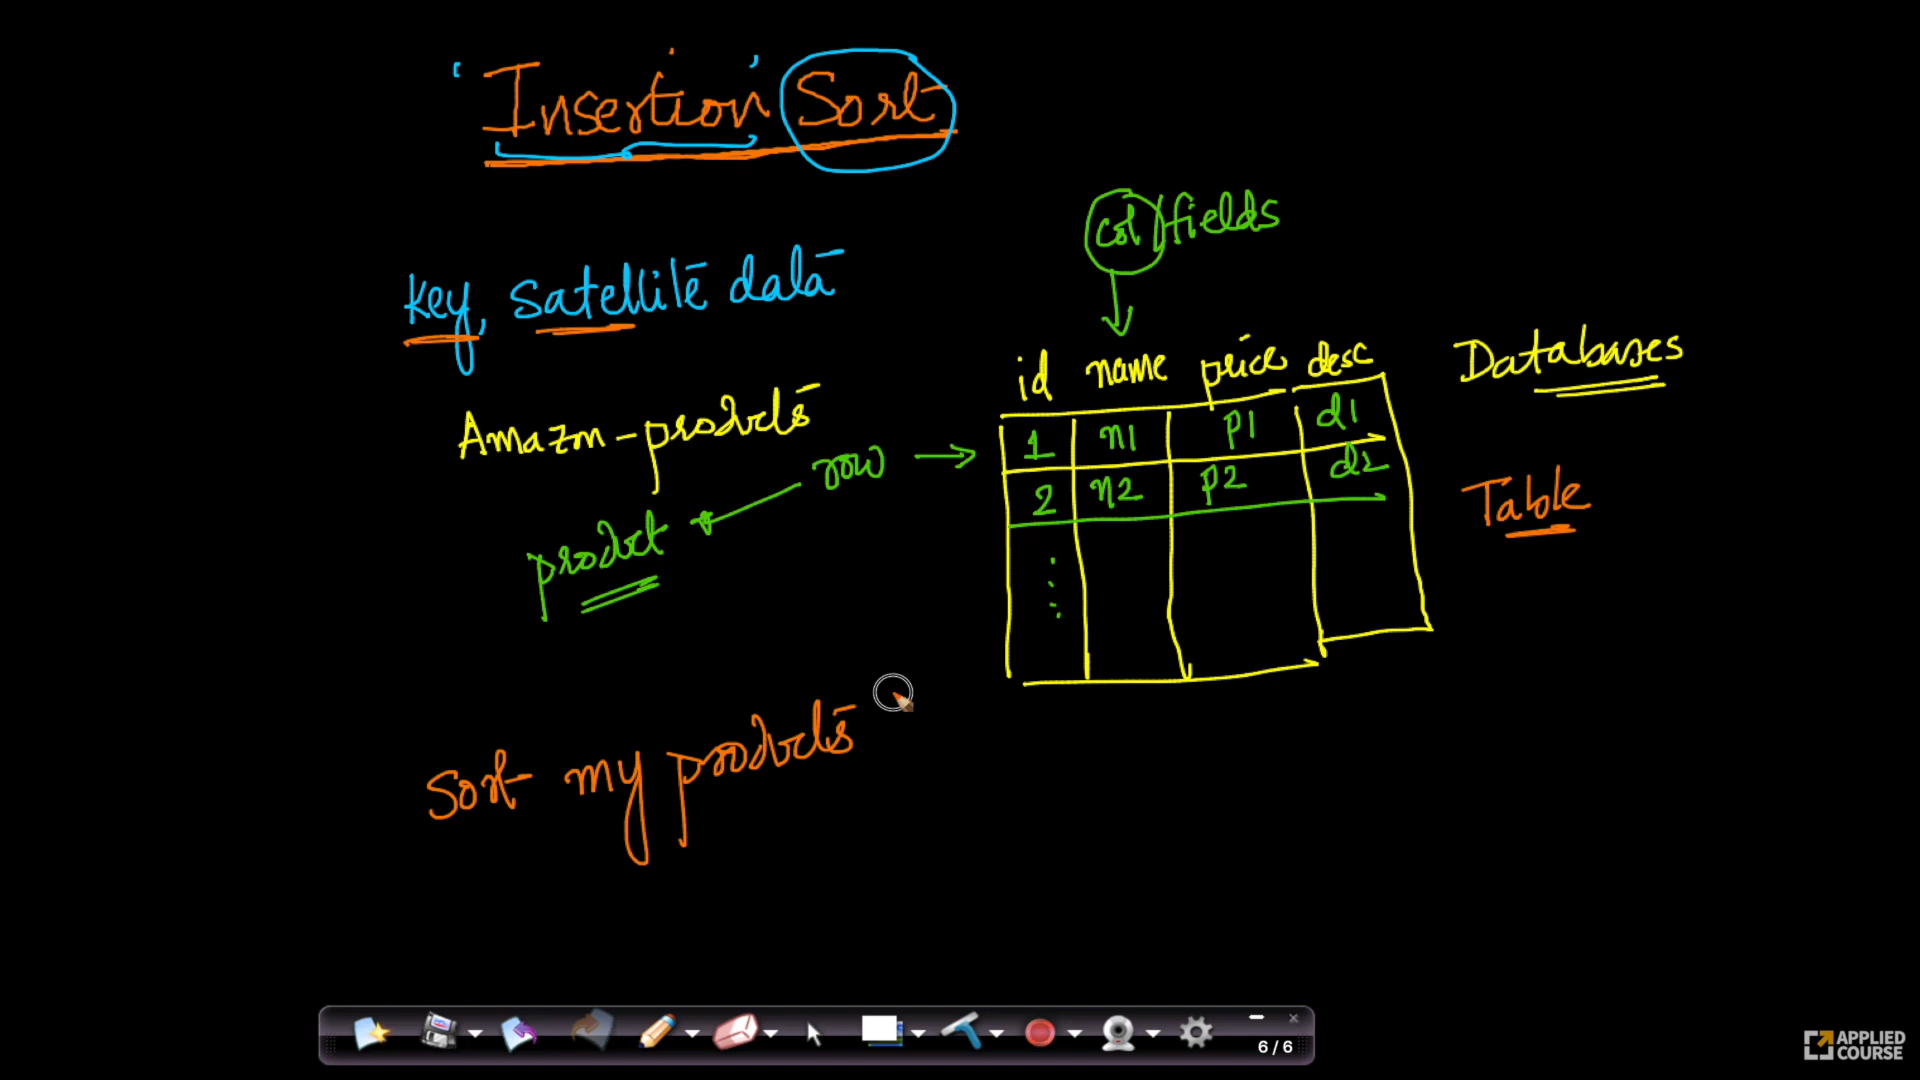 'Insertion' Sort
col/fields
key, satellite data
id name price desc
Databases
Amazon-products
1 n1 p1 d1
row
2 n2 p2 d2
Table
product
sort my products
6/6
APPLIED
COURSE